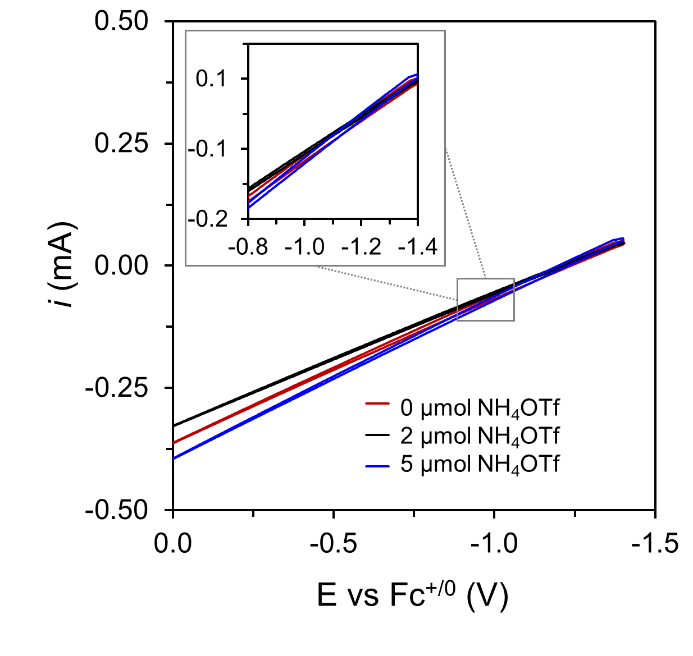 0.50
0.25
0.00
-0.25
-0.50
i (mA)
0.1
-0.1
-0.2
-0.8 -1.0 -1.2 -1.4
0 µmol NH₄OTf
2 µmol NH₄OTf
5 µmol NH₄OTf
0.0 -0.5 -1.0 -1.5
E vs Fc⁺/⁰ (V)